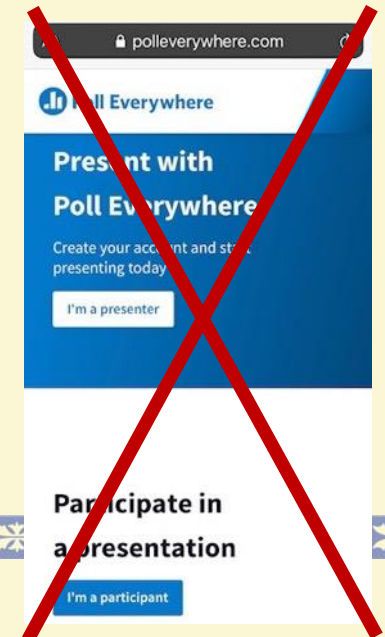 polleverywhere.com
Poll Everywhere
Present with
Poll Everywhere
Create your account and start
presenting today
I'm a presenter
Participate in
a presentation
I'm a participant